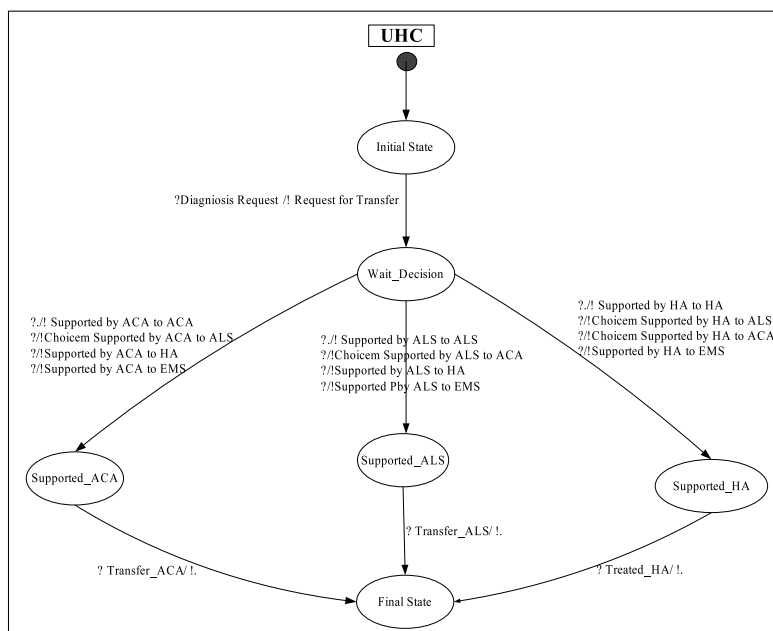 UHC
Initial State
?Diagniosis Request /! Request for Transfer
Wait_Decision
?./! Supported by ACA to ACA
?/!Choicem Supported by ACA to ALS
?/!Supported by ACA to HA
?/!Supported by ACA to EMS
?./! Supported by ALS to ALS
?/!Choicem Supported by ALS to ACA
?/!Supported by ALS to HA
?/!Supported Pby ALS to EMS
?./! Supported by HA to HA
?/!Choicem Supported by HA to ALS
?/!Choicem Supported by HA to ACA
?/!Supported by HA to EMS
Supported_ACA
Supported_ALS
Supported_HA
? Transfer_ACA/ !.
? Transfer_ALS/ !.
? Treated_HA/ !.
Final State